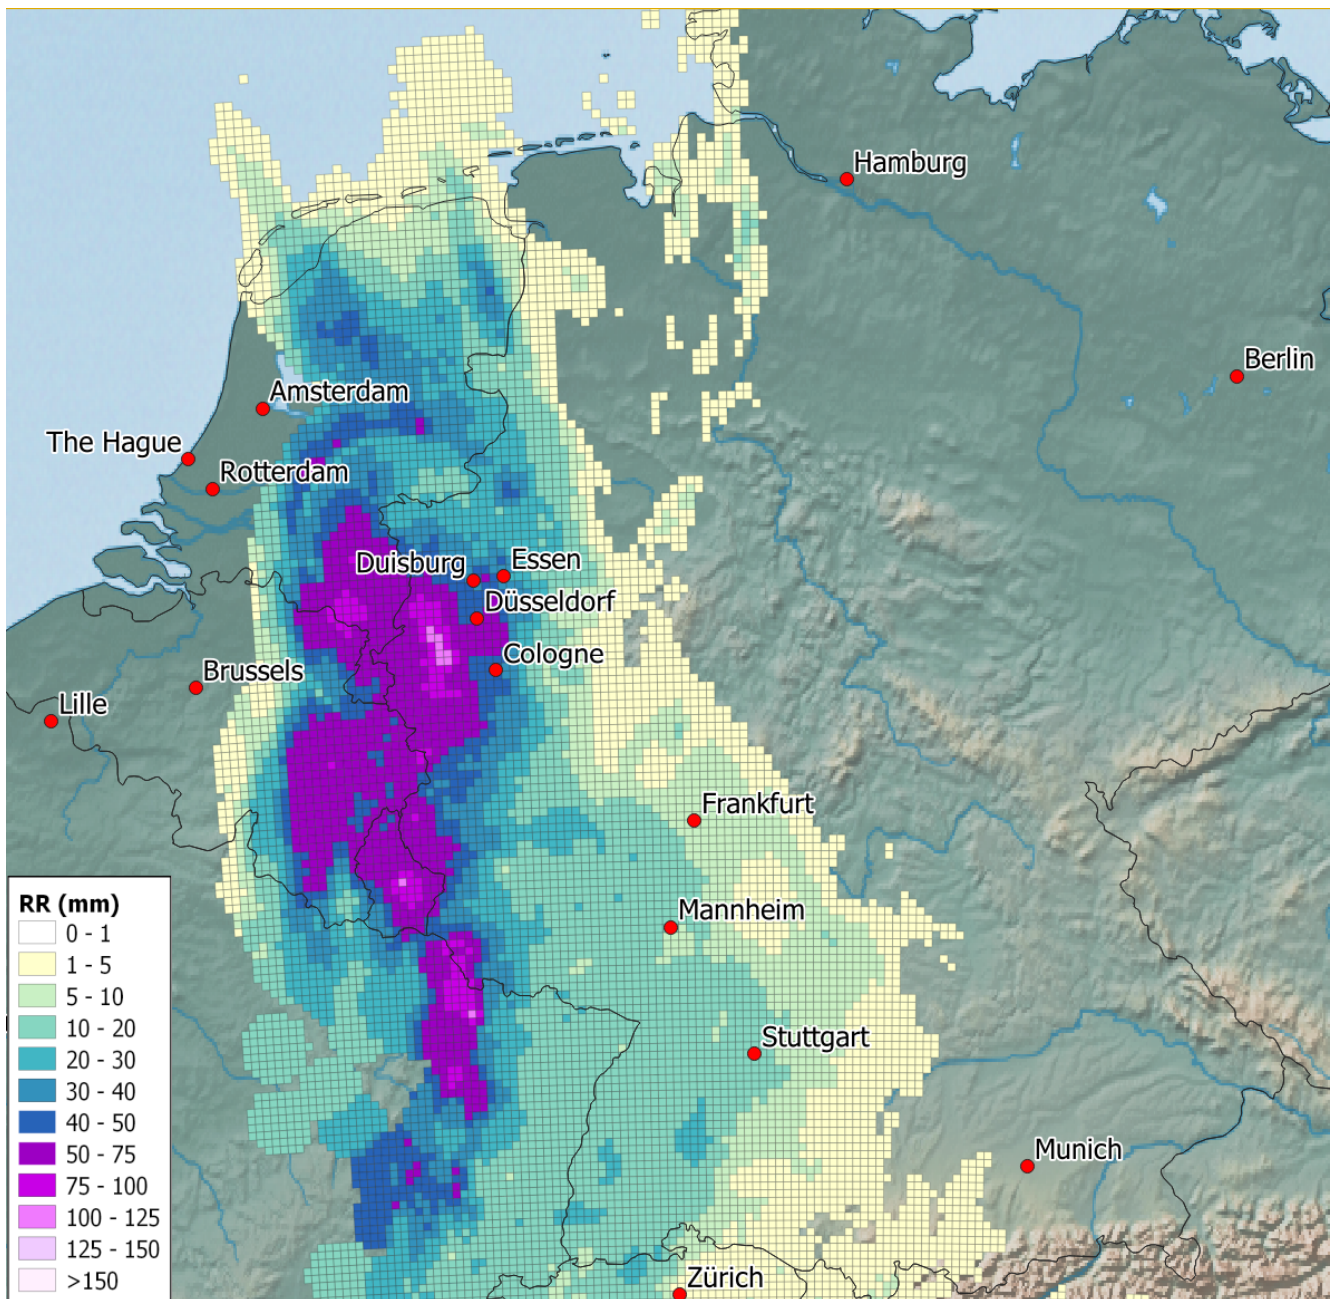 Hamburg
Berlin
Amsterdam
The Hague
Rotterdam
Duisburg
Essen
Düsseldorf
Cologne
Brussels
Lille
Frankfurt
Mannheim
Stuttgart
Munich
Zürich
RR (mm)
0 - 1
1 - 5
5 - 10
10 - 20
20 - 30
30 - 40
40 - 50
50 - 75
75 - 100
100 - 125
125 - 150
>150